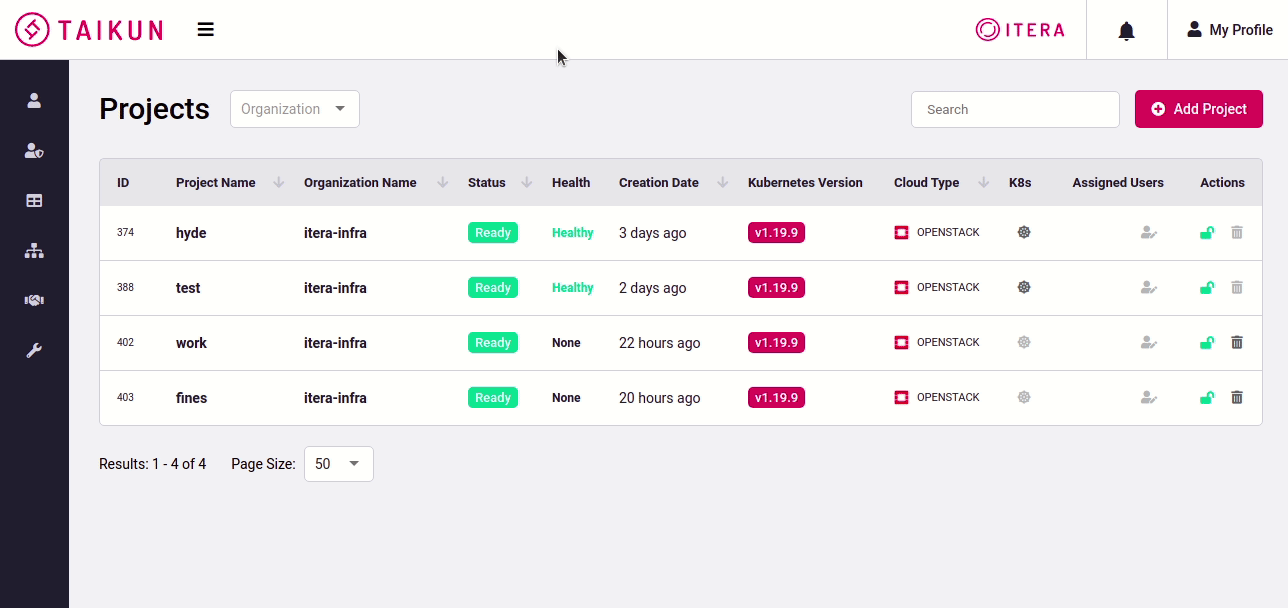 TAIKUN ITERA My Profile
Projects Organization Search Add Project
ID Project Name Organization Name Status Health Creation Date Kubernetes Version Cloud Type K8s Assigned Users Actions
374 hyde itera-infra Ready Healthy 3 days ago v1.19.9 OPENSTACK
388 test itera-infra Ready Healthy 2 days ago v1.19.9 OPENSTACK
402 work itera-infra Ready None 22 hours ago v1.19.9 OPENSTACK
403 fines itera-infra Ready None 20 hours ago v1.19.9 OPENSTACK
Results: 1 - 4 of 4 Page Size: 50